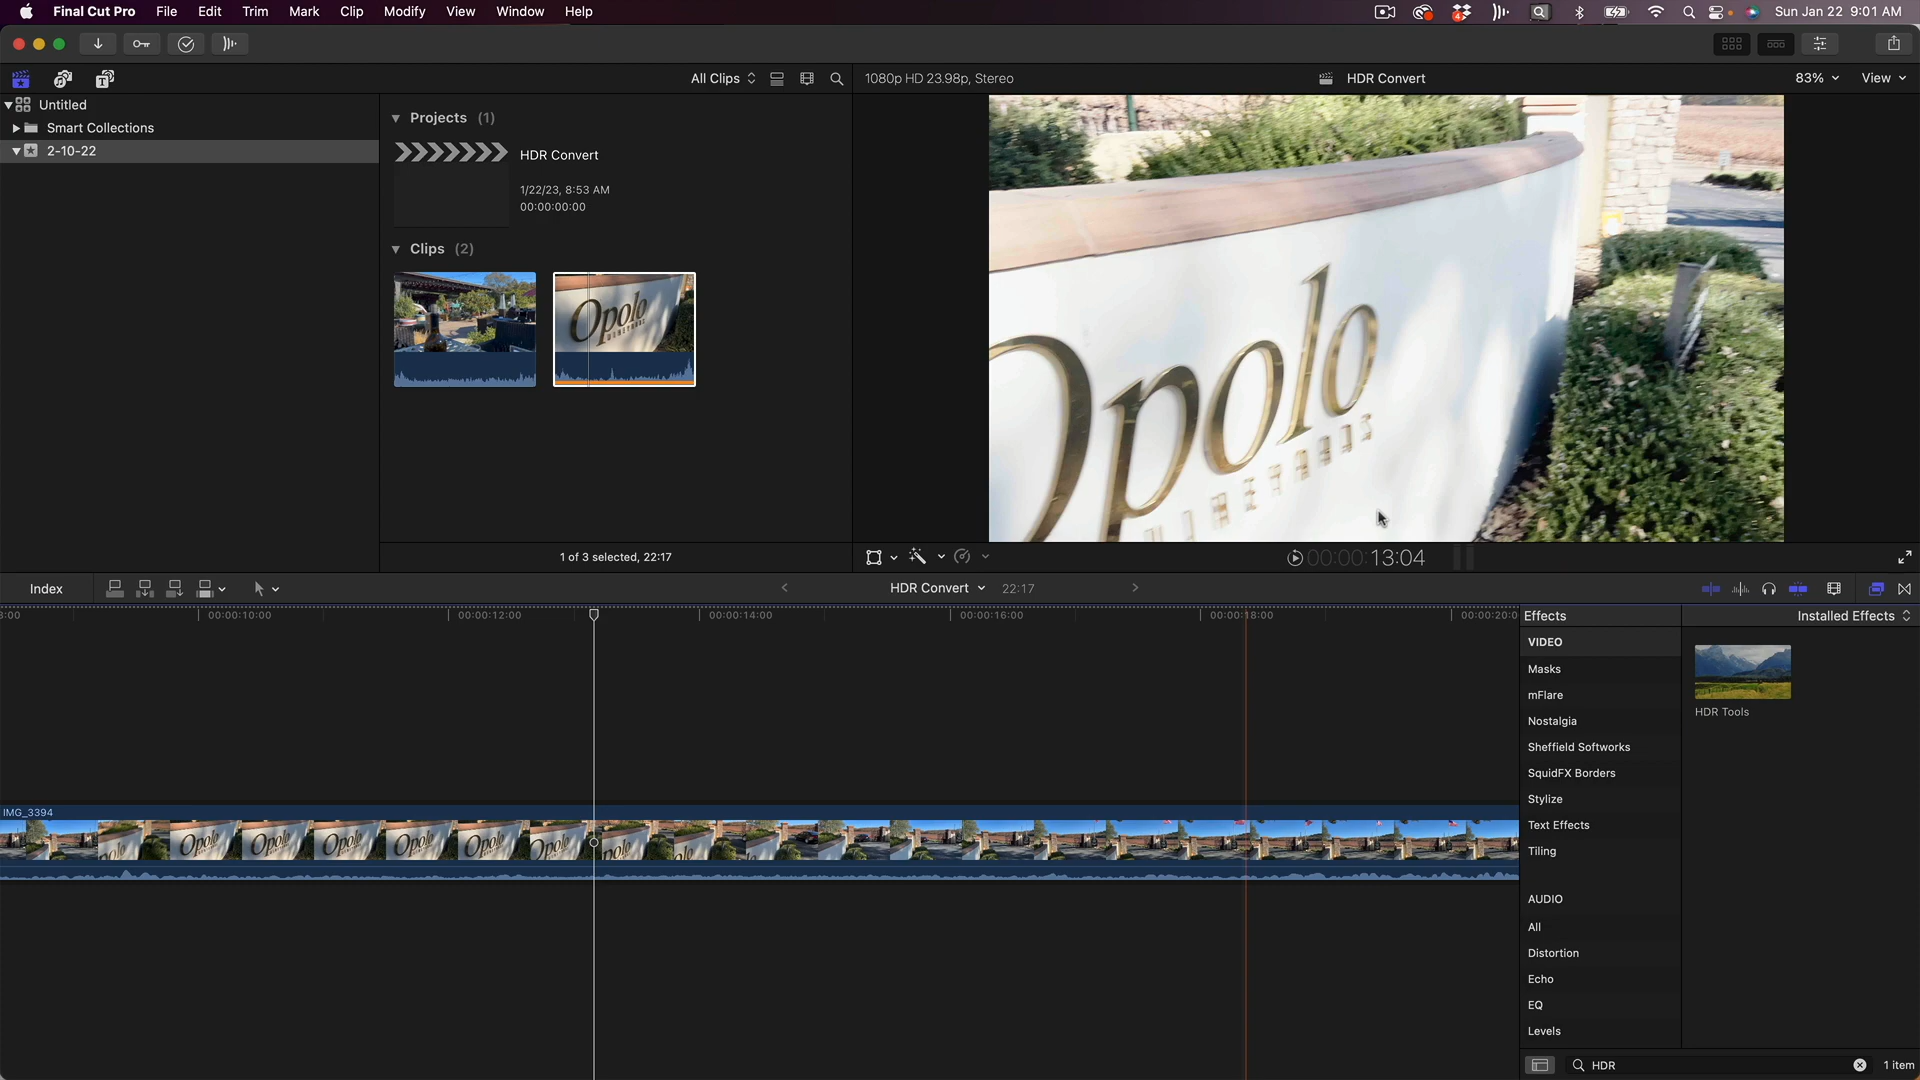 Final Cut Pro File Edit Trim Mark Clip Modify View Window Help
4
Sun Jan 22 9:01 AM
All Clips
1080p HD 23.98p, Stereo
HDR Convert
83%
View
Untitled
Smart Collections
2-10-22
Projects (1)
HDR Convert
1/22/23, 8:53 AM
00:00:00:00
Clips (2)
Opolo
VINEYARDS
Opolo
VINEYARDS
1 of 3 selected, 22:17
00:00:13:04
Index
HDR Convert
22:17
00:00:10:00
00:00:12:00
00:00:14:00
00:00:16:00
00:00:18:00
00:00:20:0
IMG_3394
Effects
Installed Effects
VIDEO
Masks
mFlare
Nostalgia
Sheffield Softworks
SquidFX Borders
Stylize
Text Effects
Tiling
AUDIO
All
Distortion
Echo
EQ
Levels
HDR Tools
HDR
1 item